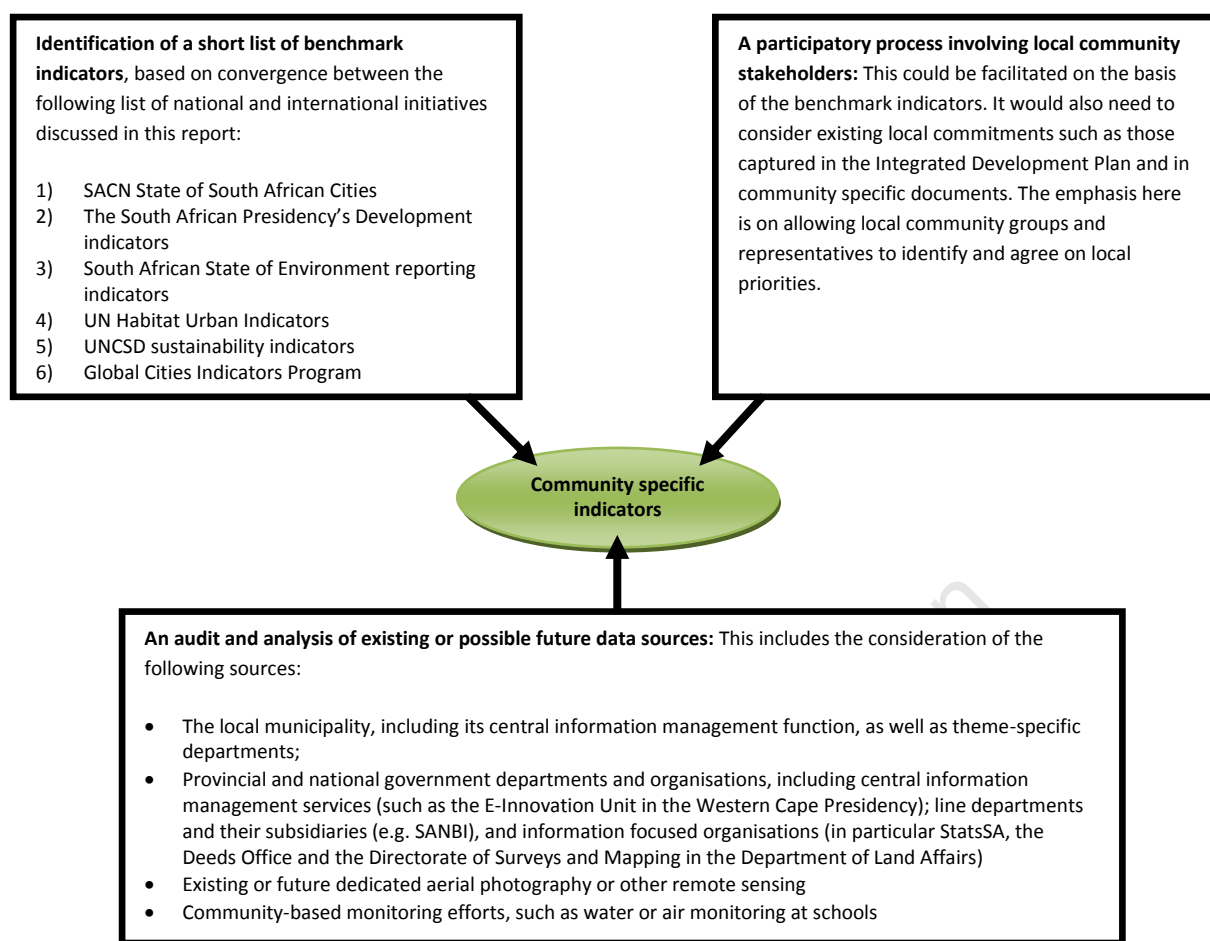 Identification of a short list of benchmark
indicators, based on convergence between the
following list of national and international initiatives
discussed in this report:
1) SACN State of South African Cities
2) The South African Presidency’s Development
indicators
3) South African State of Environment reporting
indicators
4) UN Habitat Urban Indicators
5) UNCSD sustainability indicators
6) Global Cities Indicators Program
A participatory process involving local community
stakeholders: This could be facilitated on the basis
of the benchmark indicators. It would also need to
consider existing local commitments such as those
captured in the Integrated Development Plan and in
community specific documents. The emphasis here
is on allowing local community groups and
representatives to identify and agree on local
priorities.
Community specific
indicators
An audit and analysis of existing or possible future data sources: This includes the consideration of the
following sources:
• The local municipality, including its central information management function, as well as theme-specific
departments;
• Provincial and national government departments and organisations, including central information
management services (such as the E-Innovation Unit in the Western Cape Presidency); line departments
and their subsidiaries (e.g. SANBI), and information focused organisations (in particular StatsSA, the
Deeds Office and the Directorate of Surveys and Mapping in the Department of Land Affairs)
• Existing or future dedicated aerial photography or other remote sensing
• Community-based monitoring efforts, such as water or air monitoring at schools